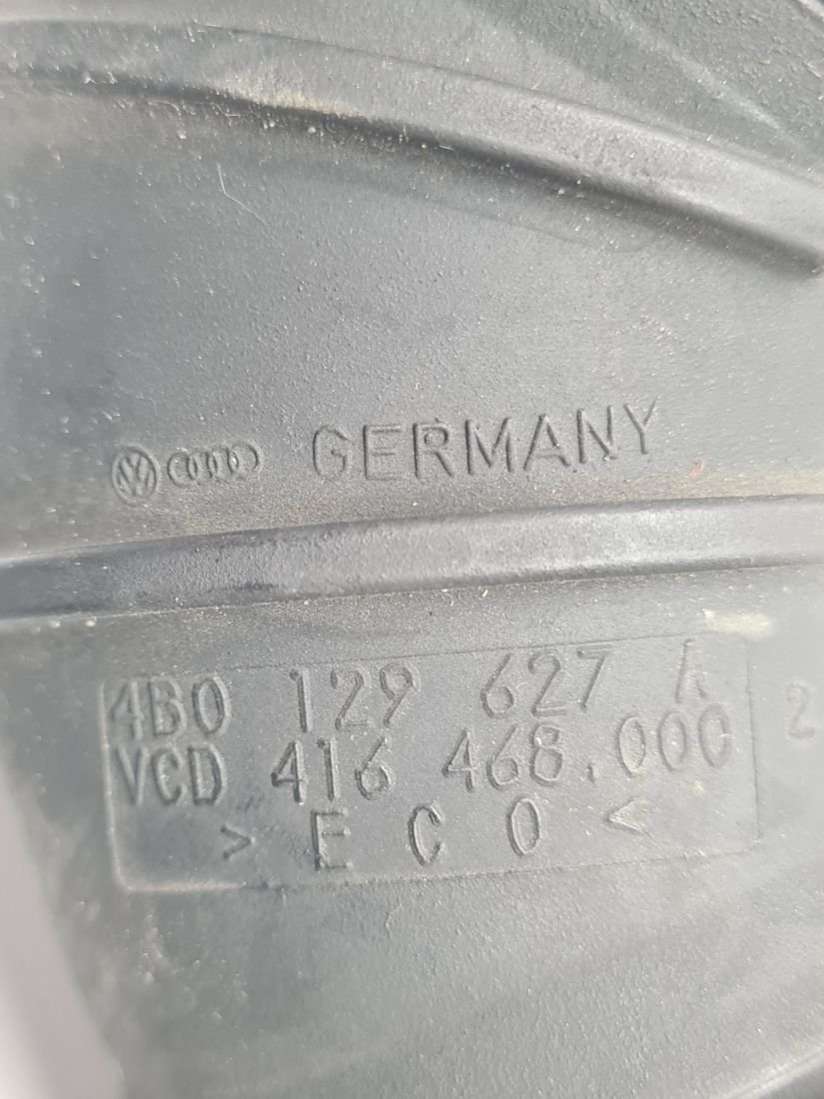 GERMANY
4B0 129 627 A
VCD 416 468.000 2
> E C O <